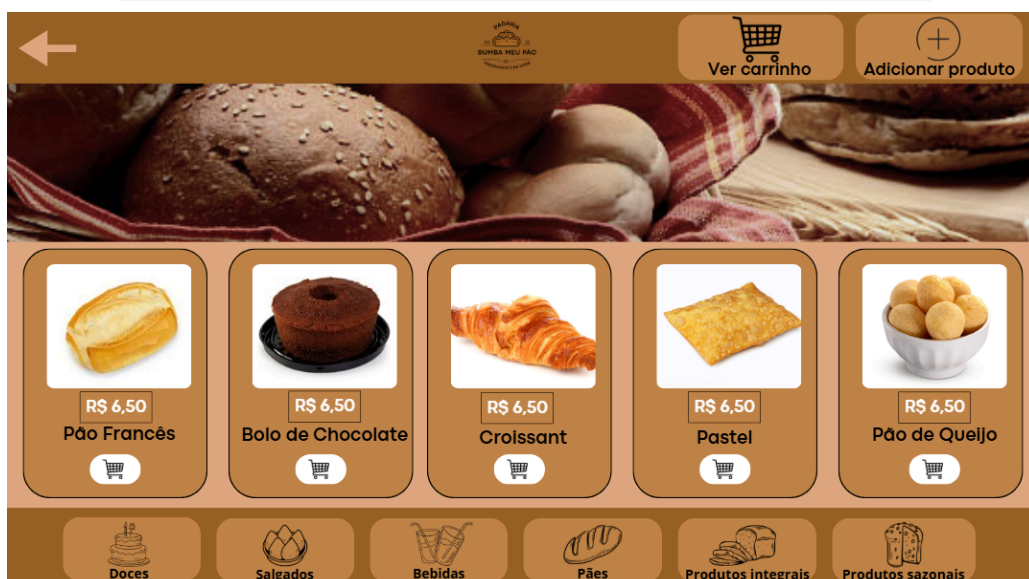 PADARIA
BUMBA MEU PÃO
Ver carrinho
Adicionar produto
R$ 6,50
Pão Francês
R$ 6,50
Bolo de Chocolate
R$ 6,50
Croissant
R$ 6,50
Pastel
R$ 6,50
Pão de Queijo
Doces
Salgados
Bebidas
Pães
Produtos integrais
Produtos sazonais